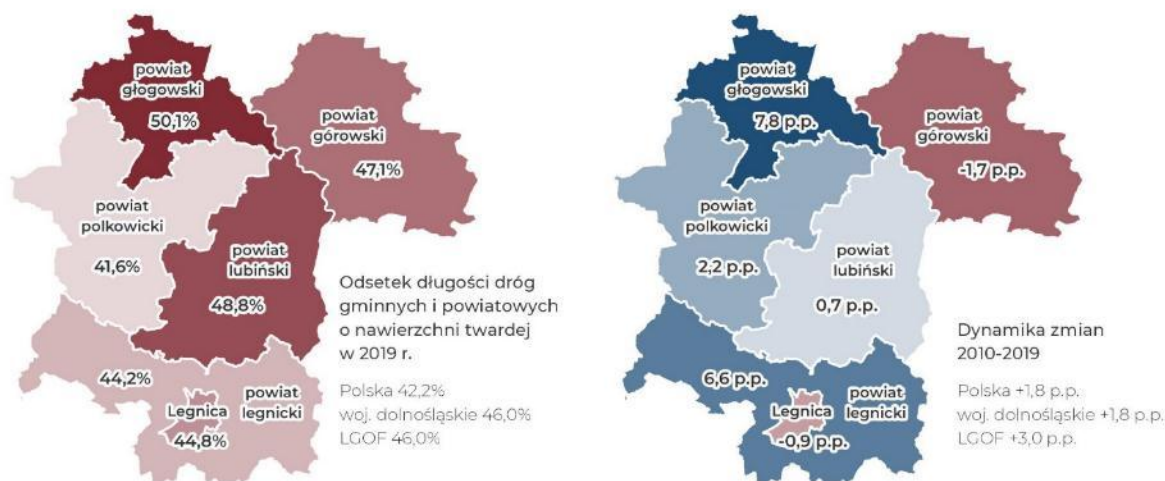 powiat
głogowski
50,1%
powiat
górowski
47,1%
powiat
polkowicki
41,6%
powiat
lubiński
48,8%
44,2%
powiat
legnicki
Legnica
44,8%
Odsetek długości dróg
gminnych i powiatowych
o nawierzchni twardej
w 2019 r.
Polska 42,2%
woj. dolnośląskie 46,0%
LGOF 46,0%
powiat
głogowski
7,8 p.p.
powiat
górowski
-1,7 p.p.
powiat
polkowicki
2,2 p.p.
powiat
lubiński
0,7 p.p.
6,6 p.p.
powiat
legnicki
Legnica
-0,9 p.p.
Dynamika zmian
2010-2019
Polska +1,8 p.p.
woj. dolnośląskie +1,8 p.p.
LGOF +3,0 p.p.